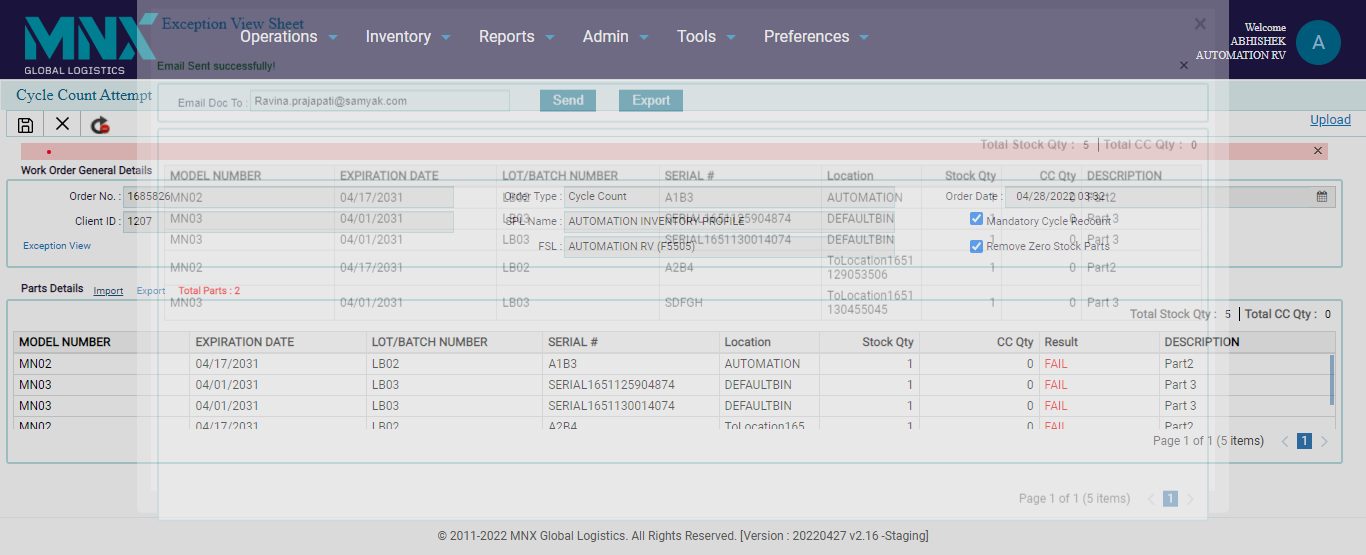 MNX
GLOBAL LOGISTICS
Exception View Sheet
Operations Inventory Reports Admin Tools Preferences
Welcome
ABHISHEK
AUTOMATION RV
A
Email Sent successfully!
Cycle Count Attempt
Email Doc To : Ravina.prajapati@samyak.com Send Export
Upload
Total Stock Qty : 5 Total CC Qty : 0
Work Order General Details
MODEL NUMBER EXPIRATION DATE LOT/BATCH NUMBER SERIAL # Location Stock Qty CC Qty DESCRIPTION
MN02 04/17/2031 LB02 A1B3 AUTOMATION 1 0 Part2
MN03 04/01/2031 LB03 SERIAL1651125904874 DEFAULTBIN 1 0 Part 3
MN03 04/01/2031 LB03 SERIAL1651130014074 DEFAULTBIN 1 0 Part 3
MN02 04/17/2031 LB02 A2B4 ToLocation1651
129053506 1 0 Part2
MN03 04/01/2031 LB03 SDFGH ToLocation1651
130455045 1 0 Part 3
Page 1 of 1 (5 items) 1
Order No. : 1685826 Order Type : Cycle Count Order Date : 04/28/2022 03:32
Client ID : 1207 SPL Name : AUTOMATION INVENTORY PROFILE Mandatory Cycle Recount
Exception View FSL : AUTOMATION RV (F5505) Remove Zero Stock Parts
Parts Details Import Export Total Parts : 2
Total Stock Qty : 5 Total CC Qty : 0
MODEL NUMBER EXPIRATION DATE LOT/BATCH NUMBER SERIAL # Location Stock Qty CC Qty Result DESCRIPTION
MN02 04/17/2031 LB02 A1B3 AUTOMATION 1 0 FAIL Part2
MN03 04/01/2031 LB03 SERIAL1651125904874 DEFAULTBIN 1 0 FAIL Part 3
MN03 04/01/2031 LB03 SERIAL1651130014074 DEFAULTBIN 1 0 FAIL Part 3
MN02 04/17/2031 LB02 A2B4 ToLocation165 1 0 FAIL Part2
Page 1 of 1 (5 items) 1
© 2011-2022 MNX Global Logistics. All Rights Reserved. [Version : 20220427 v2.16 -Staging]